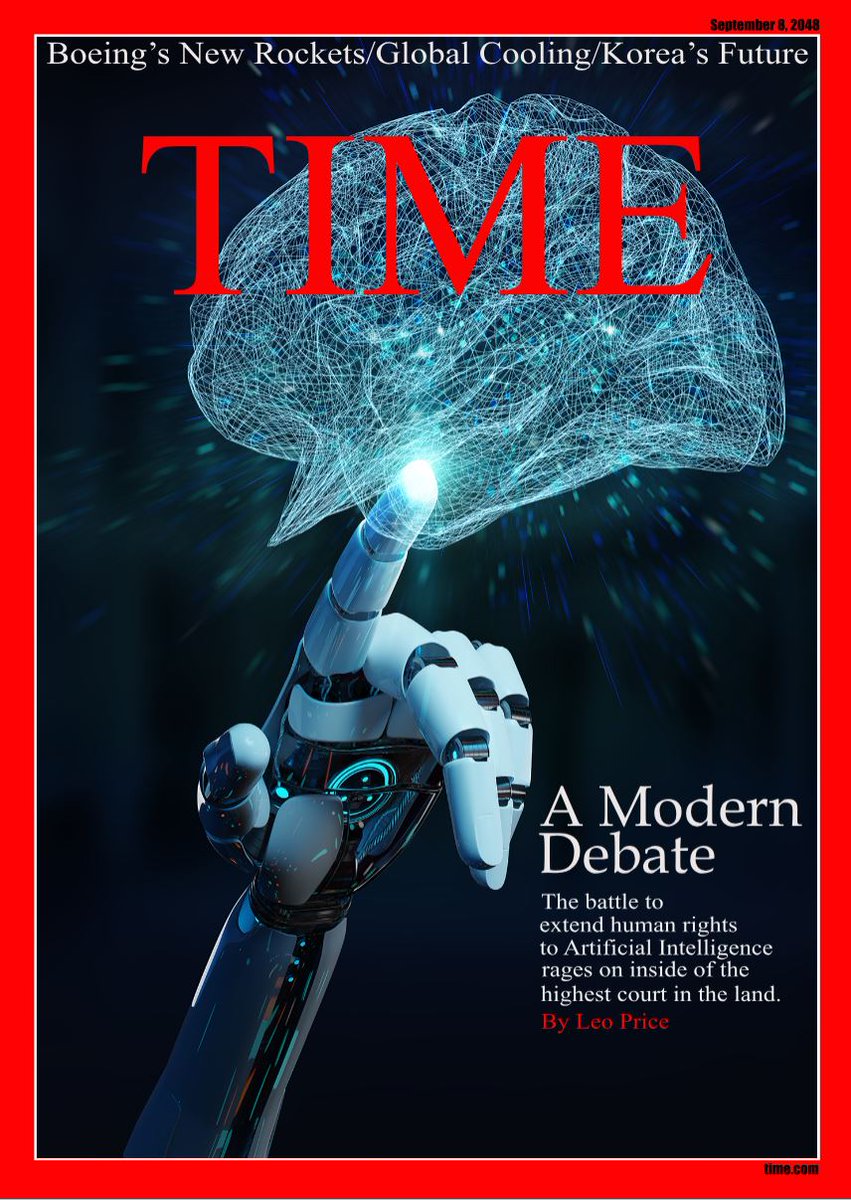 September 8, 2048
Boeing’s New Rockets/Global Cooling/Korea’s Future
TIME
A Modern
Debate
The battle to
extend human rights
to Artificial Intelligence
rages on inside of the
highest court in the land.
By Leo Price
time.com